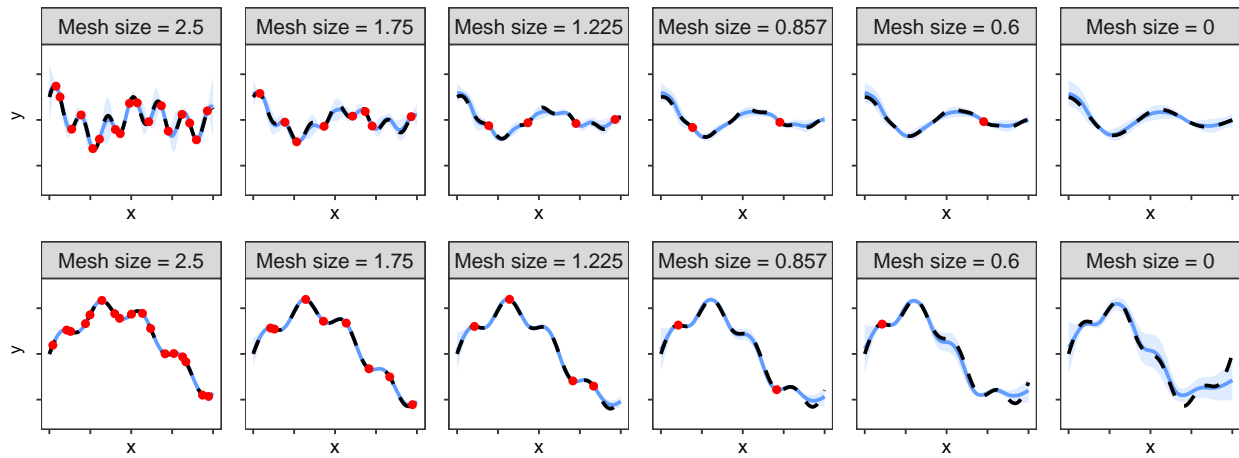 Mesh size = 2.5
Mesh size = 1.75
Mesh size = 1.225
Mesh size = 0.857
Mesh size = 0.6
Mesh size = 0
y
x
x
x
x
x
x
Mesh size = 2.5
Mesh size = 1.75
Mesh size = 1.225
Mesh size = 0.857
Mesh size = 0.6
Mesh size = 0
y
x
x
x
x
x
x